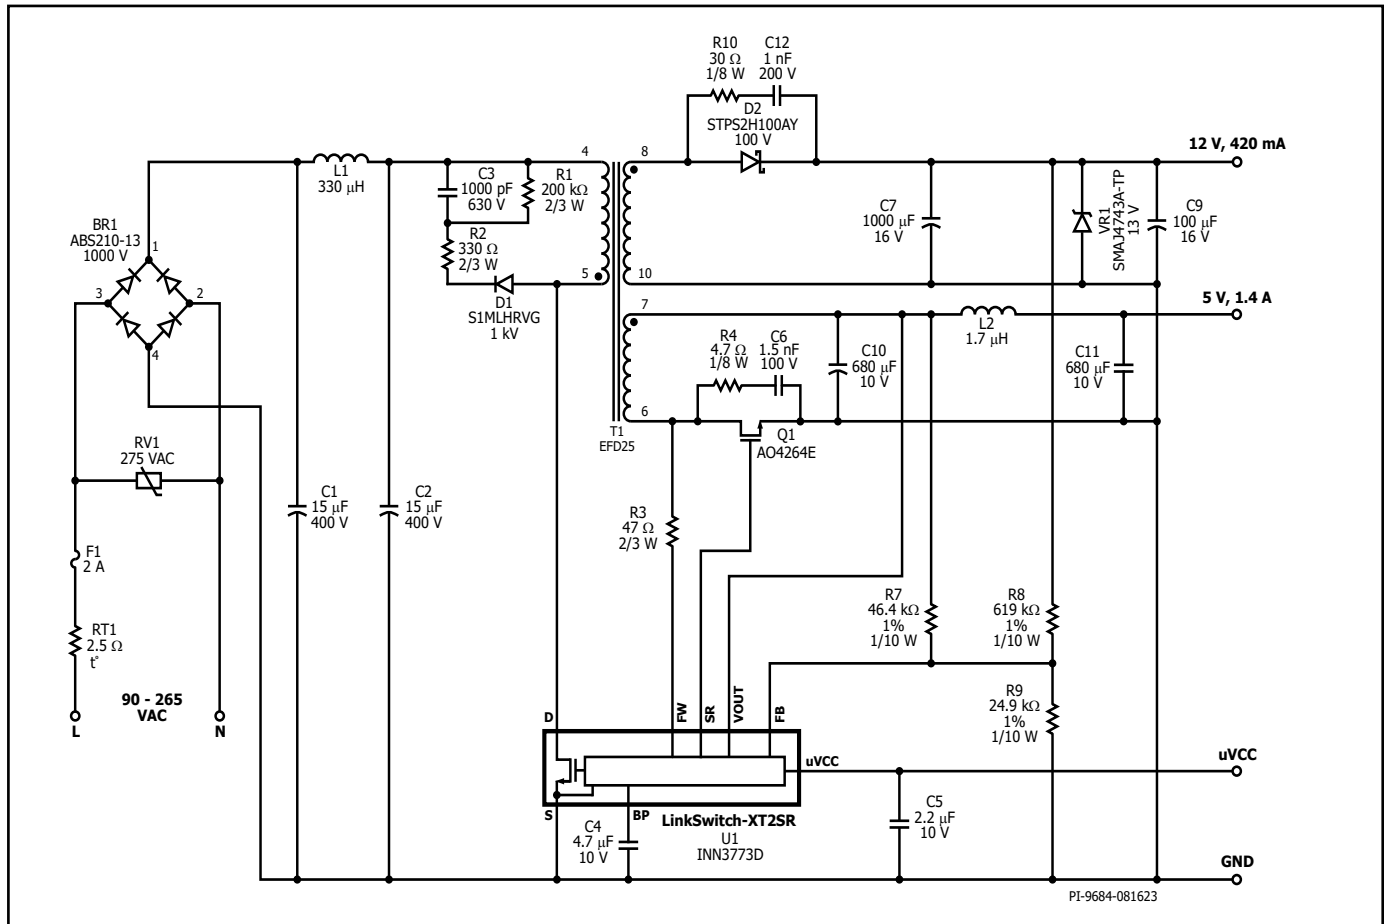 R10
30 Ω
1/8 W
C12
1 nF
200 V
D2
STPS2H100AY
100 V
12 V, 420 mA
L1
330 μH
4
8
C3
1000 pF
630 V
R1
200 kΩ
2/3 W
R2
330 Ω
2/3 W
5
10
D1
S1MLHRVG
1 kV
C7
1000 μF
16 V
VR1
SMAJ4743A-TP
13 V
C9
100 μF
16 V
BR1
ABS210-13
1000 V
1
3
2
4
7
5 V, 1.4 A
L2
1.7 μH
R4
4.7 Ω
1/8 W
C6
1.5 nF
100 V
C10
680 μF
10 V
C11
680 μF
10 V
6
T1
EFD25
Q1
AO4264E
RV1
275 VAC
C1
15 μF
400 V
C2
15 μF
400 V
R3
47 Ω
2/3 W
F1
2 A
RT1
2.5 Ω
t°
R7
46.4 kΩ
1%
1/10 W
R8
619 kΩ
1%
1/10 W
R9
24.9 kΩ
1%
1/10 W
90 - 265
VAC
L
N
D
FW
SR
VOUT
FB
uVCC
uVCC
S
BP
LinkSwitch-XT2SR
U1
INN3773D
C4
4.7 μF
10 V
C5
2.2 μF
10 V
GND
PI-9684-081623